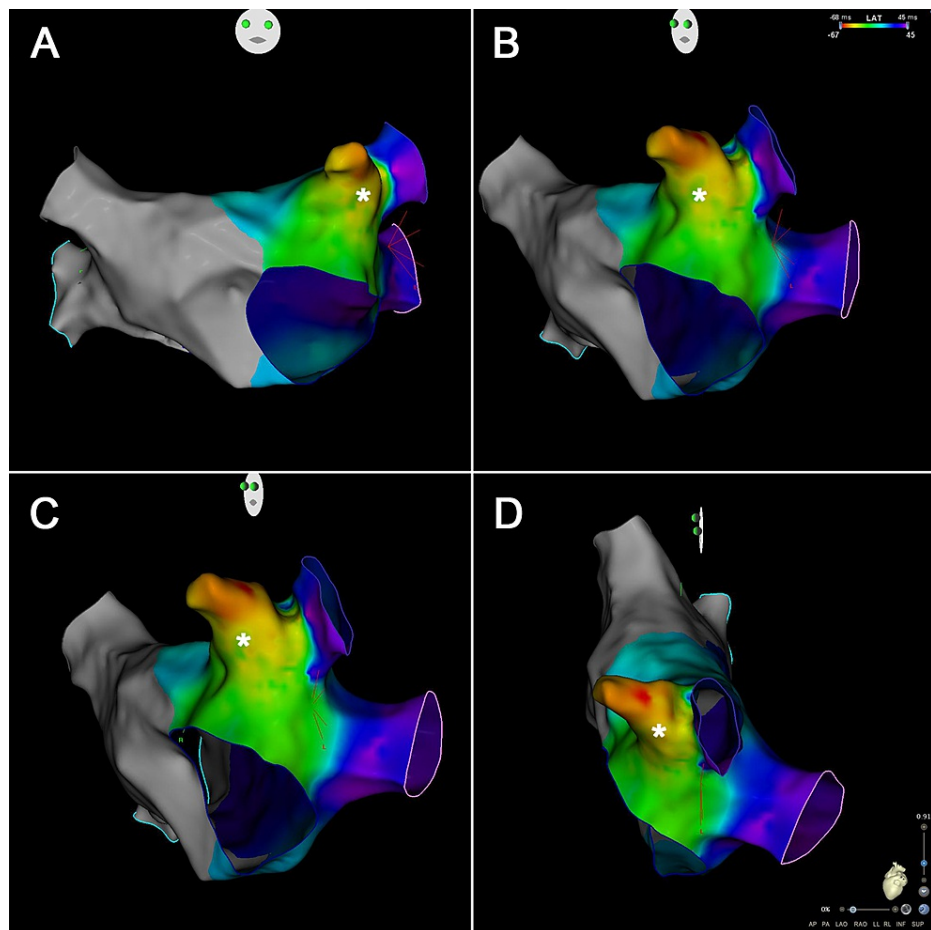 A
B
-68 ms LAT 45 ms
-67 45
C
D
0.91
0%
AP PA LAO RAO LL RL INF SUP